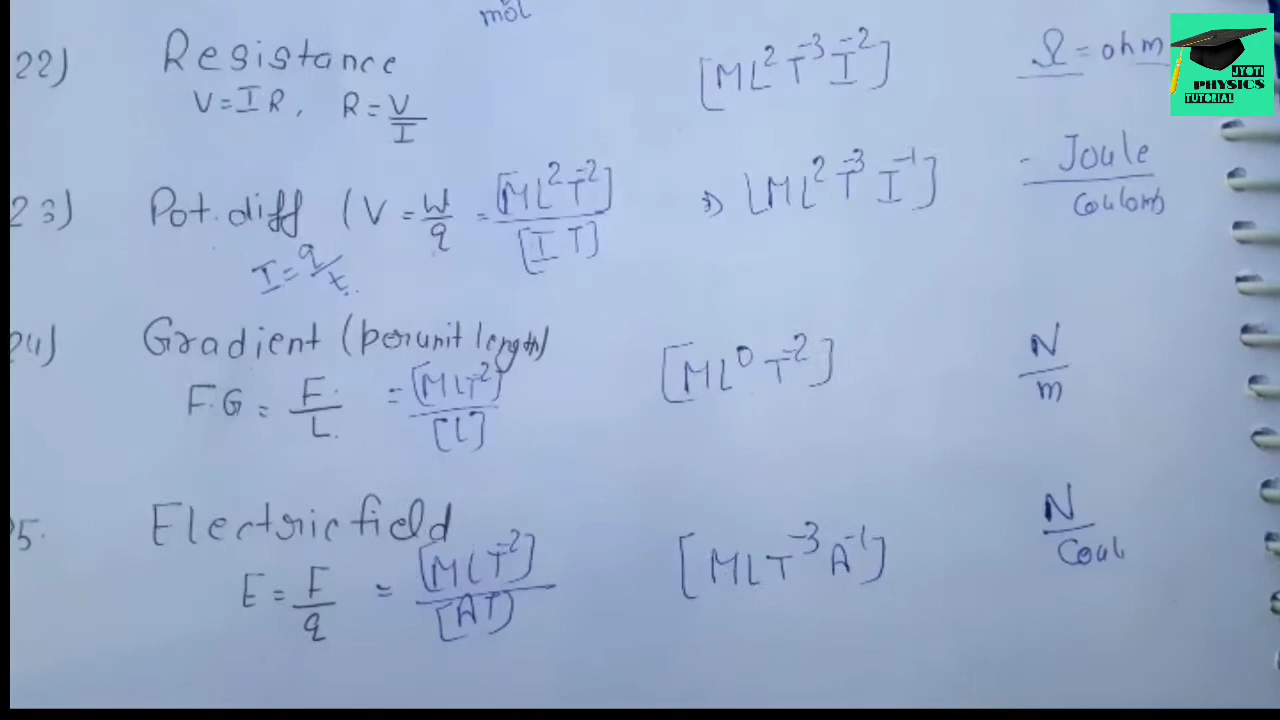 mol
22) Resistance [ML²T⁻³I⁻²] Ω = ohm
V=IR, R=V/I
23) Pot. diff (V = W/q = [ML²T⁻²]/[IT] ⇒ [ML²T⁻³I⁻¹] = Joule/Coulomb
I=q/t.
24) Gradient (per unit length) [ML⁰T⁻²] N/m
F.G = F/L. = [MLT⁻²]/[L]
25. Electric field [MLT⁻³A⁻¹] N/Coul
E = F/q = [MLT⁻²]/[AT]
JYOTI
PHYSICS
TUTORIAL